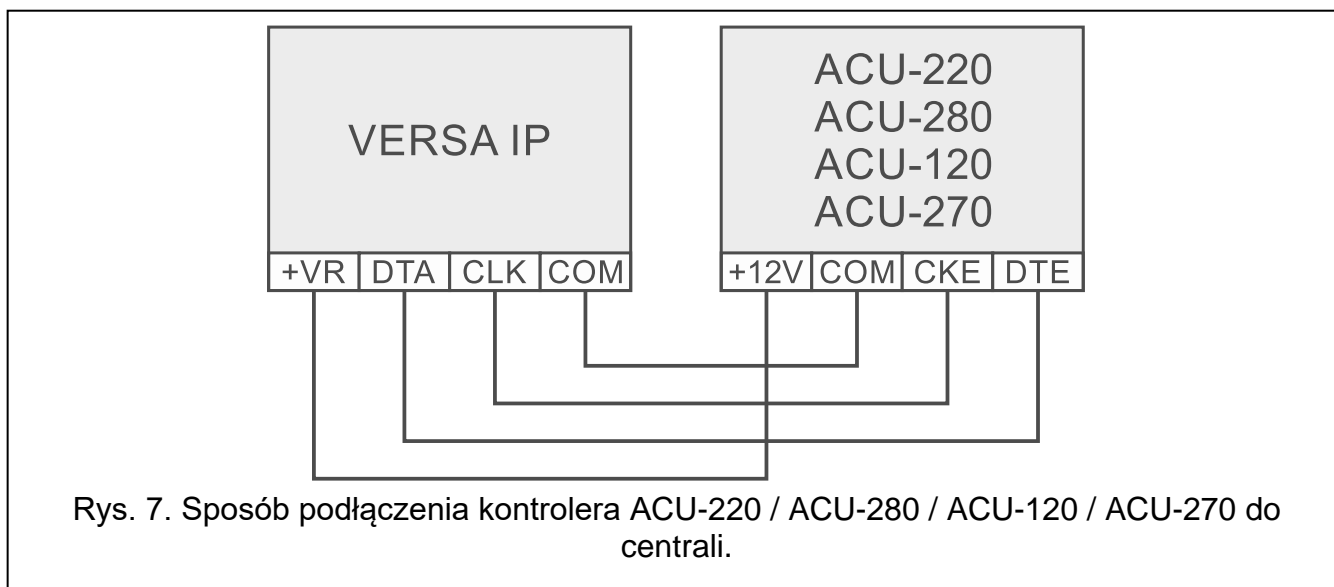 VERSA IP
+VR DTA CLK COM
ACU-220
ACU-280
ACU-120
ACU-270
+12V COM CKE DTE
Rys. 7. Sposób podłączenia kontrolera ACU-220 / ACU-280 / ACU-120 / ACU-270 do
centrali.